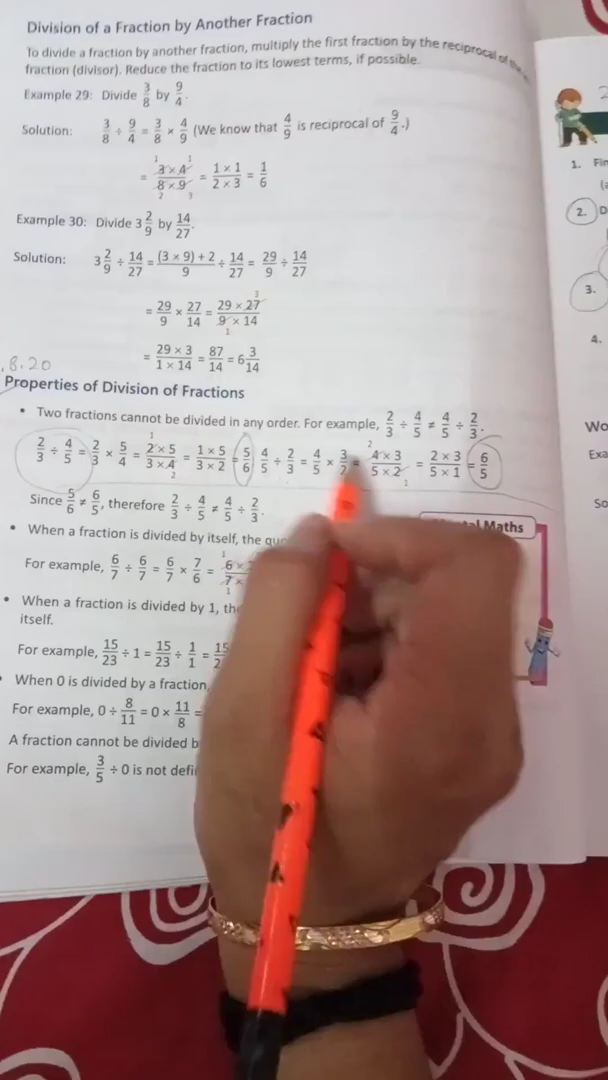 Division of a Fraction by Another Fraction
To divide a fraction by another fraction, multiply the first fraction by the reciprocal of the
fraction (divisor). Reduce the fraction to its lowest terms, if possible.
Example 29: Divide 3/8 by 9/4.
Solution: 3/8 ÷ 9/4 = 3/8 × 4/9 (We know that 4/9 is reciprocal of 9/4.)
= 3 × 4 / 8 × 9 = 1 × 1 / 2 × 3 = 1/6
Example 30: Divide 3 2/9 by 14/27.
Solution: 3 2/9 ÷ 14/27 = (3 × 9) + 2 / 9 ÷ 14/27 = 29/9 ÷ 14/27
= 29/9 × 27/14 = 29 × 27 / 9 × 14
= 29 × 3 / 1 × 14 = 87/14 = 6 3/14
.8.20
Properties of Division of Fractions
• Two fractions cannot be divided in any order. For example, 2/3 ÷ 4/5 ≠ 4/5 ÷ 2/3.
2/3 ÷ 4/5 = 2/3 × 5/4 = 2 × 5 / 3 × 4 = 1 × 5 / 3 × 2 = 5/6 4/5 ÷ 2/3 = 4/5 × 3/2 = 4 × 3 / 5 × 2 = 2 × 3 / 5 × 1 = 6/5
Since 5/6 ≠ 6/5, therefore 2/3 ÷ 4/5 ≠ 4/5 ÷ 2/3.
• When a fraction is divided by itself, the
For example, 6/7 ÷ 6/7 = 6/7 × 7/6 =
• When a fraction is divided by 1,
itself.
For example, 15/23 ÷ 1 = 15/23 ÷ 1/1 =
When 0 is divided by a fraction,
For example, 0 ÷ 8/11 = 0 × 11/8 =
A fraction cannot be divided
For example, 3/5 ÷ 0 is not
Maths
1.
2.
3.
4.